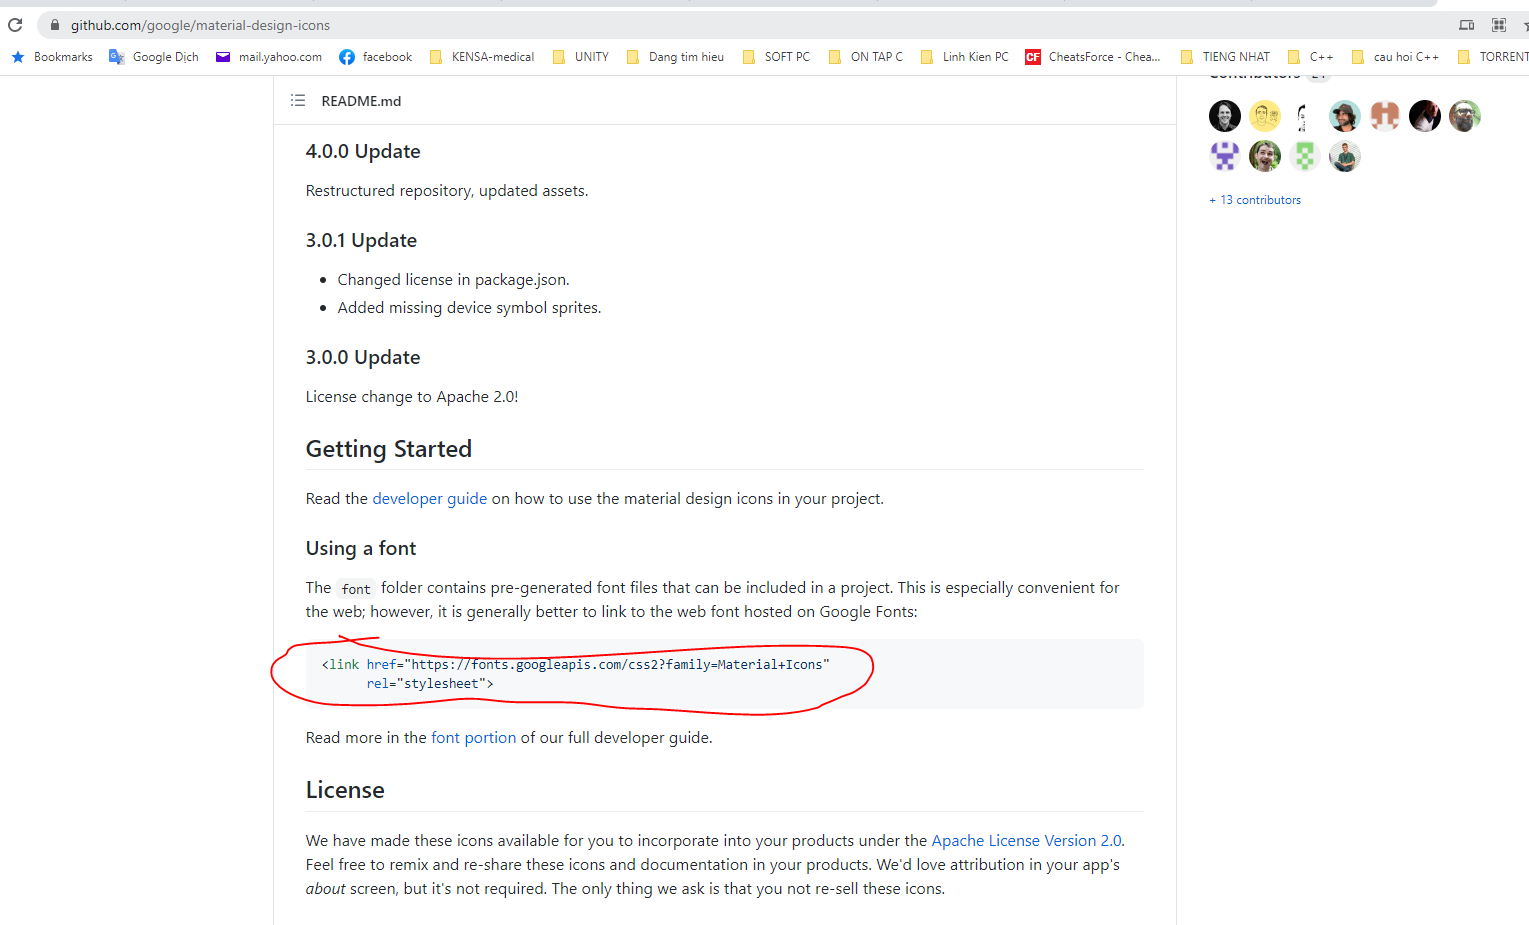 github.com/google/material-design-icons
Bookmarks Google Dịch mail.yahoo.com facebook KENSA-medical UNITY Dang tim hieu SOFT PC ON TAP C Linh Kien PC CF CheatsForce - Chea... TIENG NHAT C++ cau hoi C++ TORRENT
Contributors 24
README.md
4.0.0 Update
Restructured repository, updated assets.
3.0.1 Update
Changed license in package.json.
Added missing device symbol sprites.
3.0.0 Update
License change to Apache 2.0!
Getting Started
Read the developer guide on how to use the material design icons in your project.
Using a font
The font folder contains pre-generated font files that can be included in a project. This is especially convenient for
the web; however, it is generally better to link to the web font hosted on Google Fonts:
<link href="https://fonts.googleapis.com/css2?family=Material+Icons"
rel="stylesheet">
Read more in the font portion of our full developer guide.
License
We have made these icons available for you to incorporate into your products under the Apache License Version 2.0.
Feel free to remix and re-share these icons and documentation in your products. We'd love attribution in your app's
about screen, but it's not required. The only thing we ask is that you not re-sell these icons.
+ 13 contributors